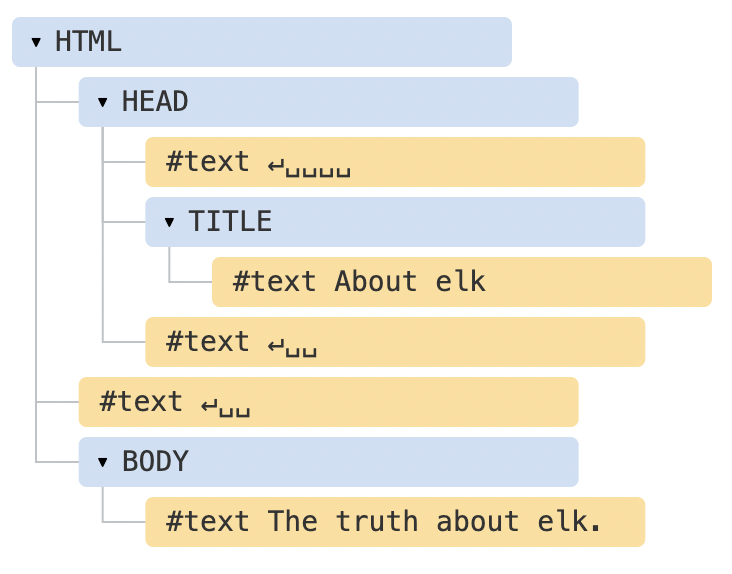 ▾ HTML
▾ HEAD
#text ↵␣␣␣␣
▾ TITLE
#text About elk
#text ↵␣␣
#text ↵␣␣
▾ BODY
#text The truth about elk.